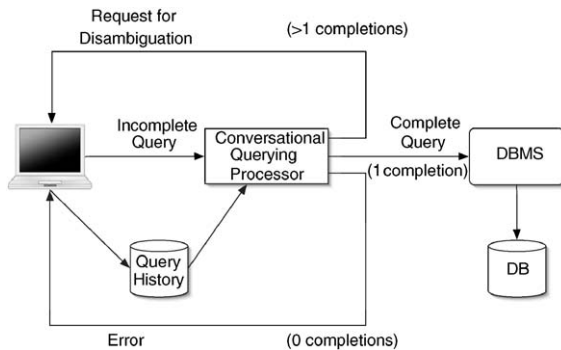 Request for
Disambiguation
(>1 completions)
Incomplete
Query
Conversational
Querying
Processor
Complete
Query
(1 completion)
DBMS
Query
History
DB
Error
(0 completions)